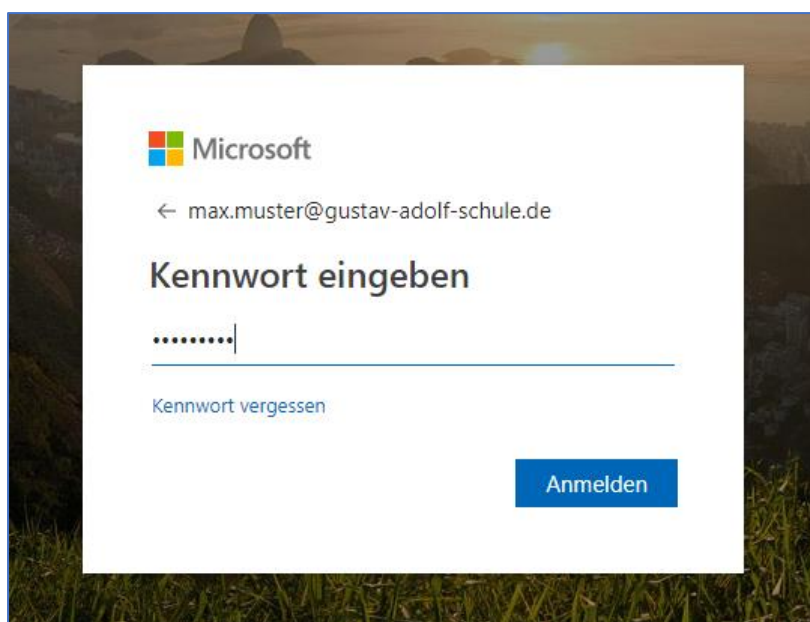 Microsoft
← max.muster@gustav-adolf-schule.de
Kennwort eingeben
•••••••••
Kennwort vergessen
Anmelden